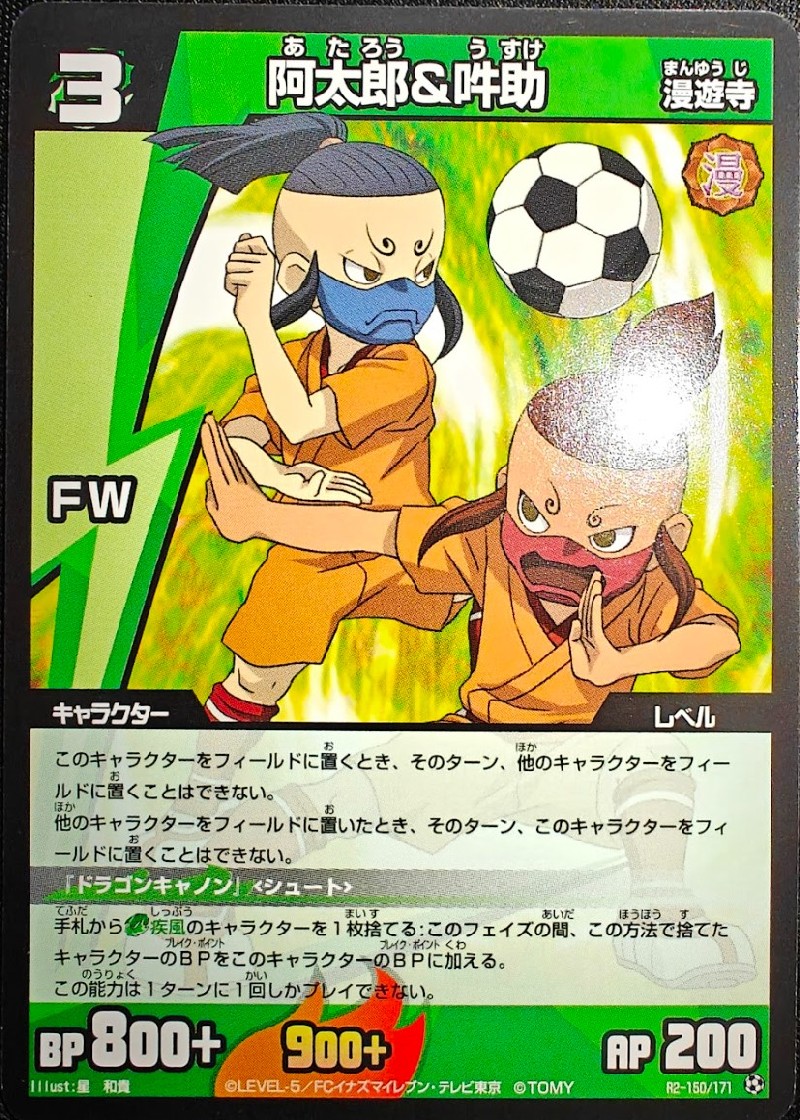 3
阿太郎&吽助
あたろう うすけ
漫遊寺
まんゆうじ
漫
FW
キャラクター
レベル
このキャラクターをフィールドに置くとき、そのターン、他のキャラクターをフィー
ルドに置くことはできない。
他のキャラクターをフィールドに置いたとき、そのターン、このキャラクターをフィ
ールドに置くことはできない。
『ドラゴンキャノン』<シュート>
手札から疾風のキャラクターを1枚捨てる:このフェイズの間、この方法で捨てた
キャラクターのBPをこのキャラクターのBPに加える。
この能力は1ターンに1回しかプレイできない。
BP 800+
900+
AP 200
Illust:星 和貴
©LEVEL-5/FCイナズマイレブン・テレビ東京 ©TOMY
R2-150/171